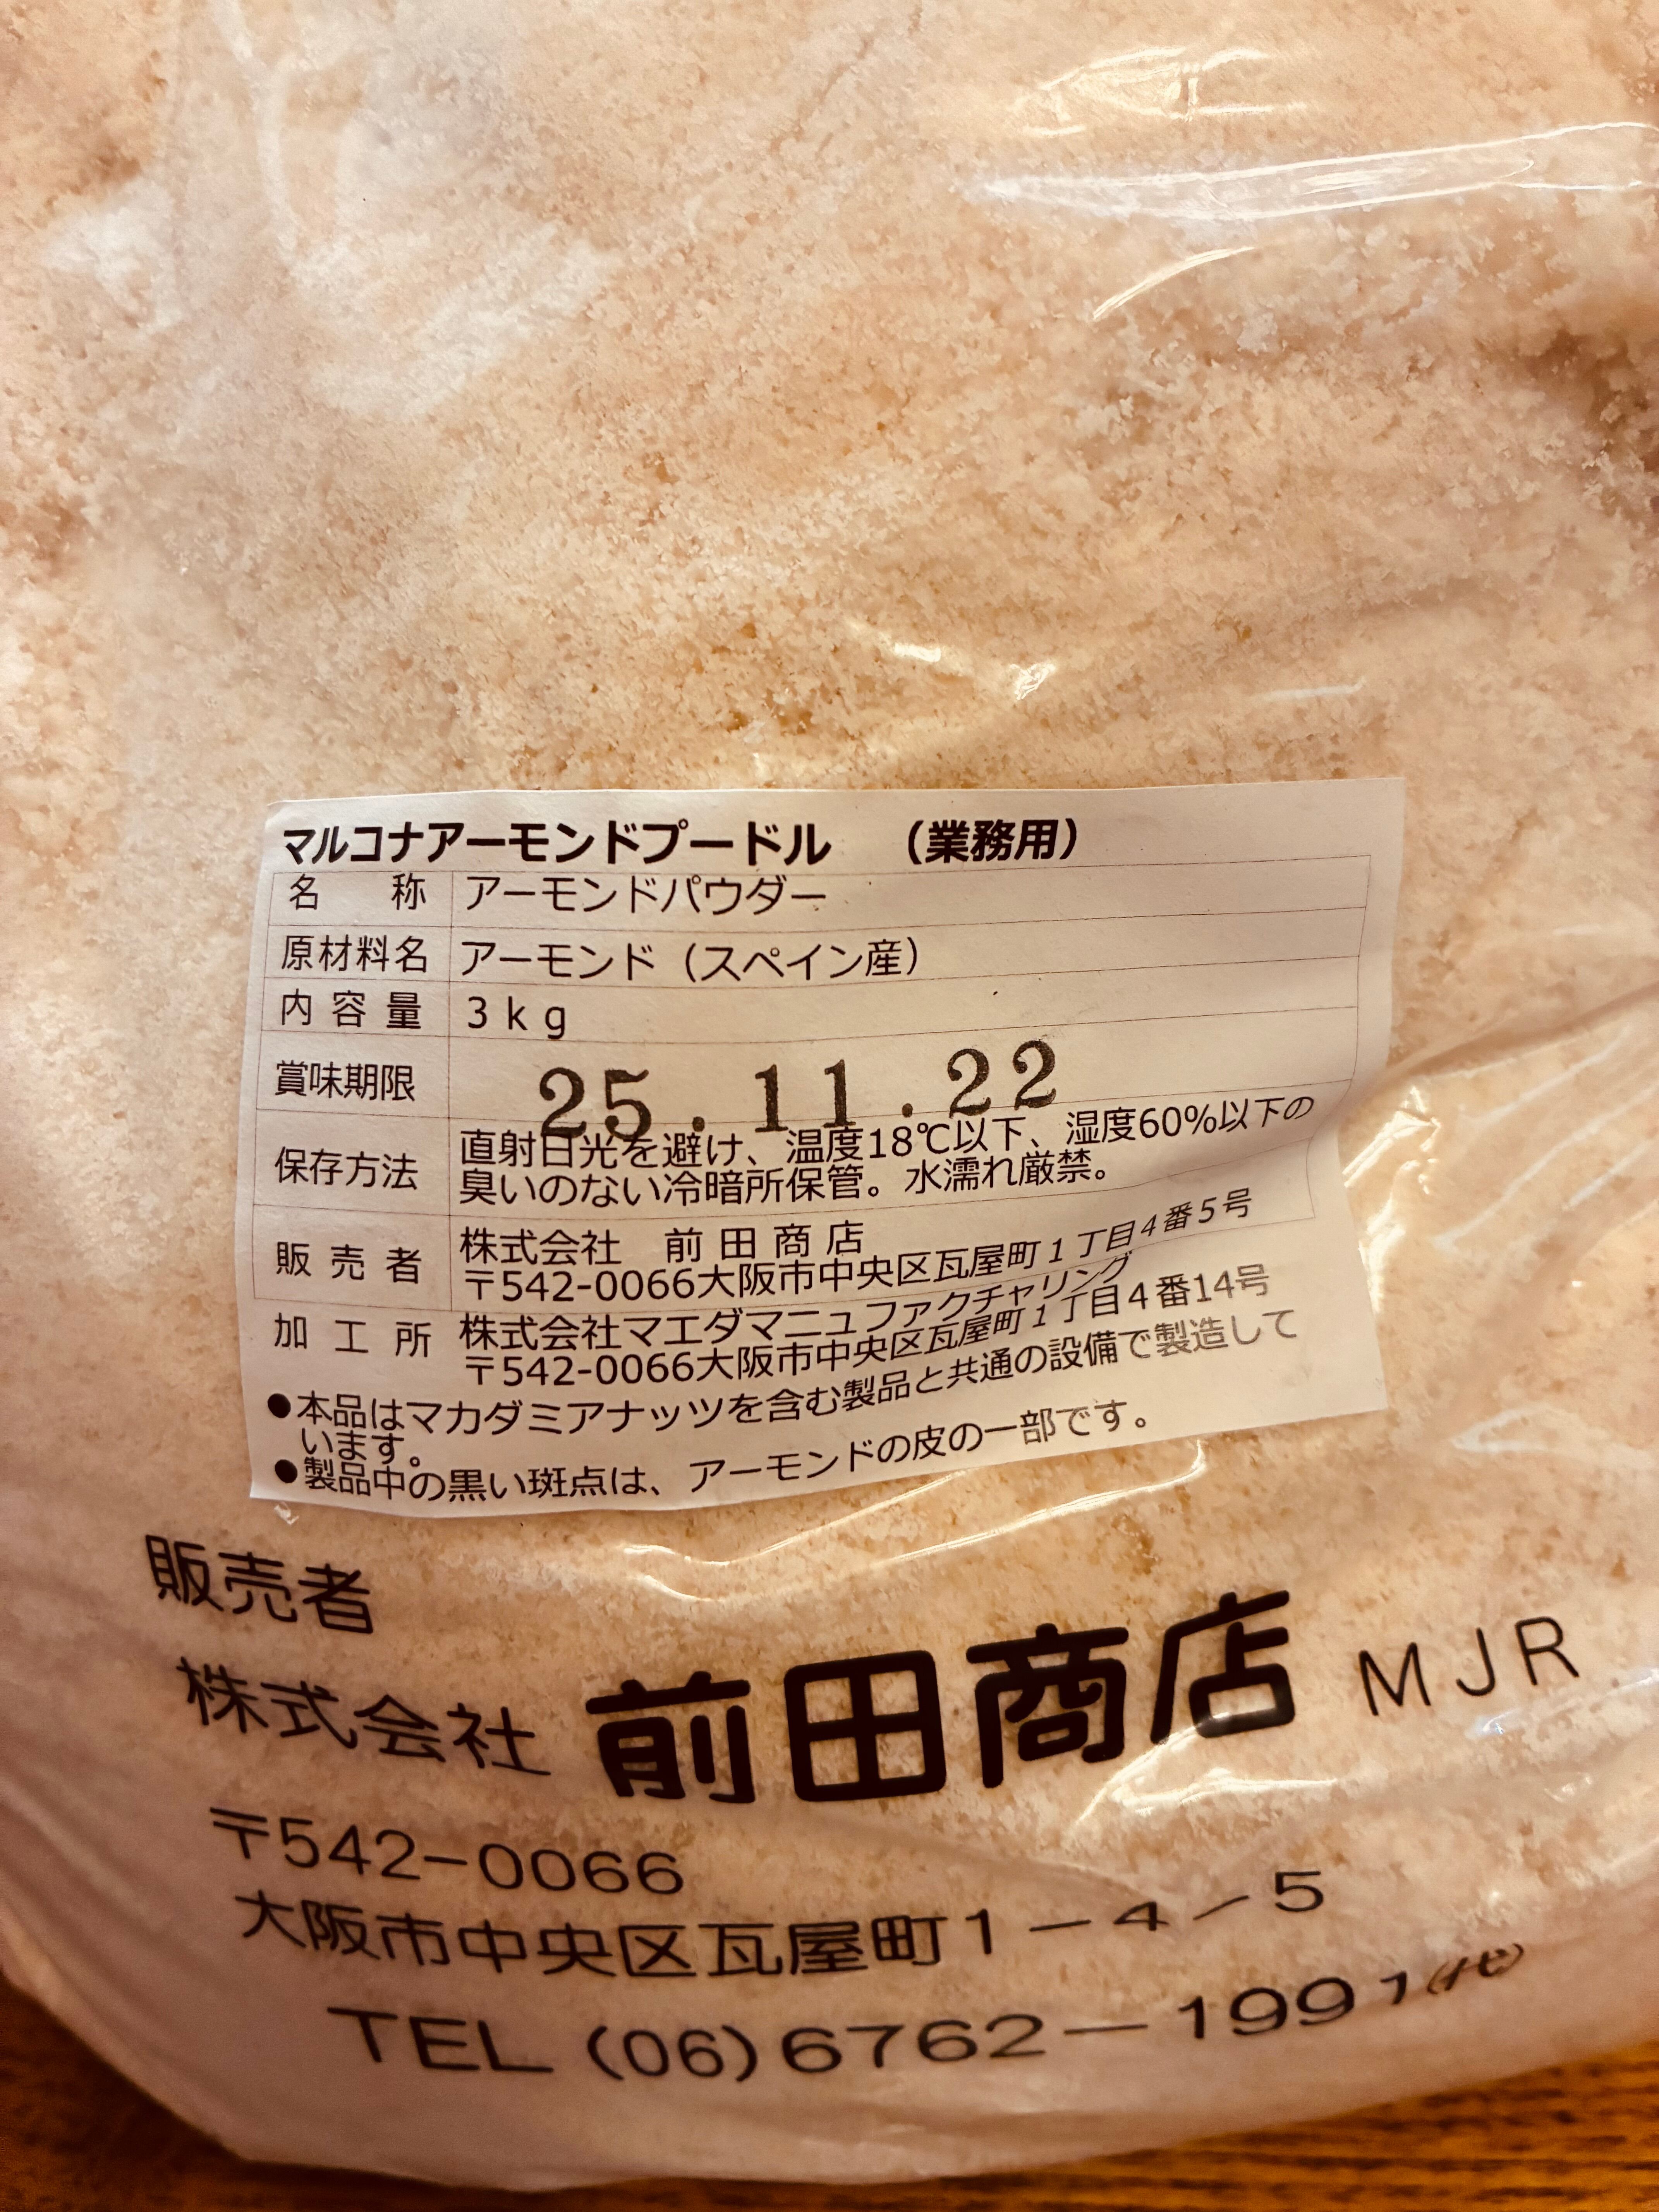 マルコナアーモンドプードル （業務用）
名称 アーモンドパウダー
原材料名 アーモンド（スペイン産）
内容量 3kg
賞味期限 25.11.22
保存方法 直射日光を避け、温度18℃以下、湿度60%以下の
臭いのない冷暗所保管。水濡れ厳禁。
販売者 株式会社 前田商店
〒542-0066大阪市中央区瓦屋町1丁目4番5号
加工所 株式会社マエダマニュファクチャリング
〒542-0066大阪市中央区瓦屋町1丁目4番14号
●本品はマカダミアナッツを含む製品と共通の設備で製造して
います。
●製品中の黒い斑点は、アーモンドの皮の一部です。
販売者
株式会社 前田商店 MJR
〒542-0066
大阪市中央区瓦屋町1-4-5
TEL (06)6762-1991(代)